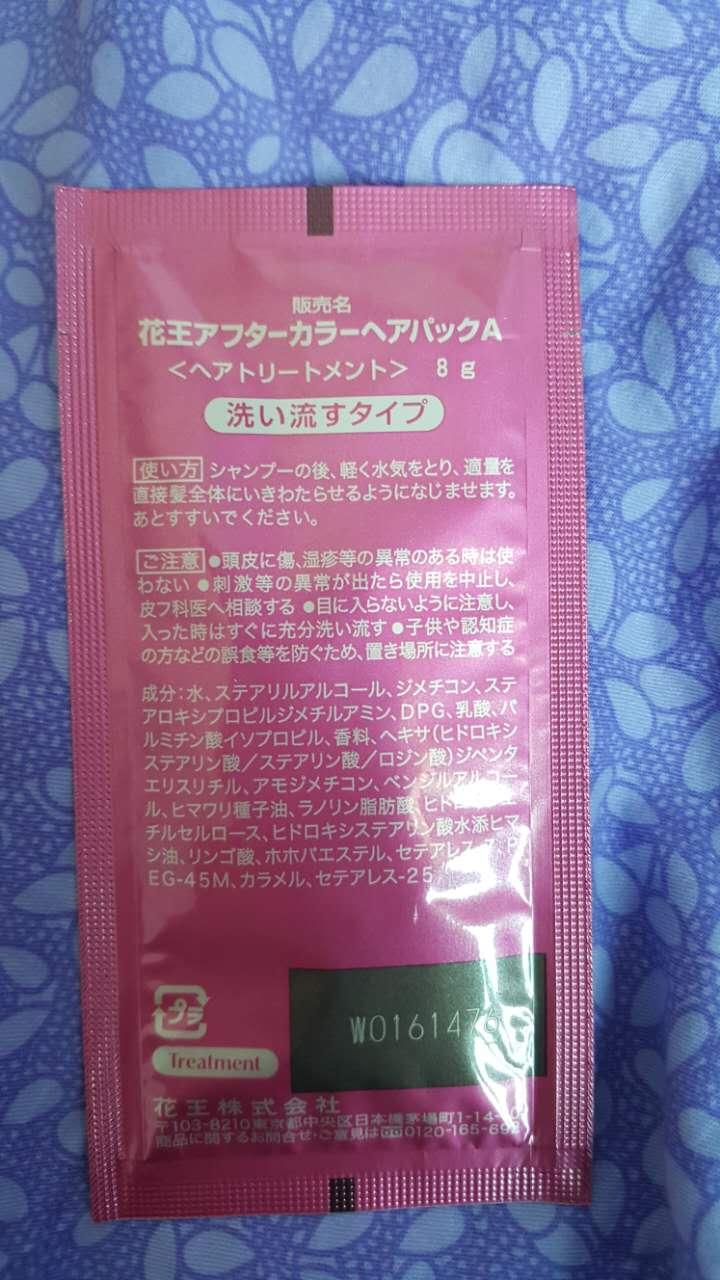 販売名
花王アフターカラーヘアパックA
＜ヘアトリートメント＞ 8g
洗い流すタイプ
使い方 シャンプーの後、軽く水気をとり、適量を
直接髪全体にいきわたらせるようになじませます。
あとすすいでください。
ご注意 ●頭皮に傷、湿疹等の異常のある時は使
わない ●刺激等の異常が出たら使用を中止し、
皮フ科医へ相談する ●目に入らないように注意し、
入った時はすぐに充分洗い流す ●子供や認知症
の方などの誤食等を防ぐため、置き場所に注意する
成分：水、ステアリルアルコール、ジメチコン、ステ
アロキシプロピルジメチルアミン、DPG、乳酸、パ
ルミチン酸イソプロピル、香料、ヘキサ（ヒドロキシ
ステアリン酸／ステアリン酸／ロジン酸）ジペンタ
エリスリチル、アモジメチコン、ベンジルアルコー
ル、ヒマワリ種子油、ラノリン脂肪酸、
チルセルロース、ヒドロキシステアリン酸水添ヒマ
シ油、リンゴ酸、ホホバエステル、セテアレス- P
EG-45M、カラメル、セテアレス-25
プラ
W0161476
Treatment
花王株式会社
〒103-8210東京都中央区日本橋茅場町1-14-10
商品に関するお問合せ・ご意見は 0120-165-692